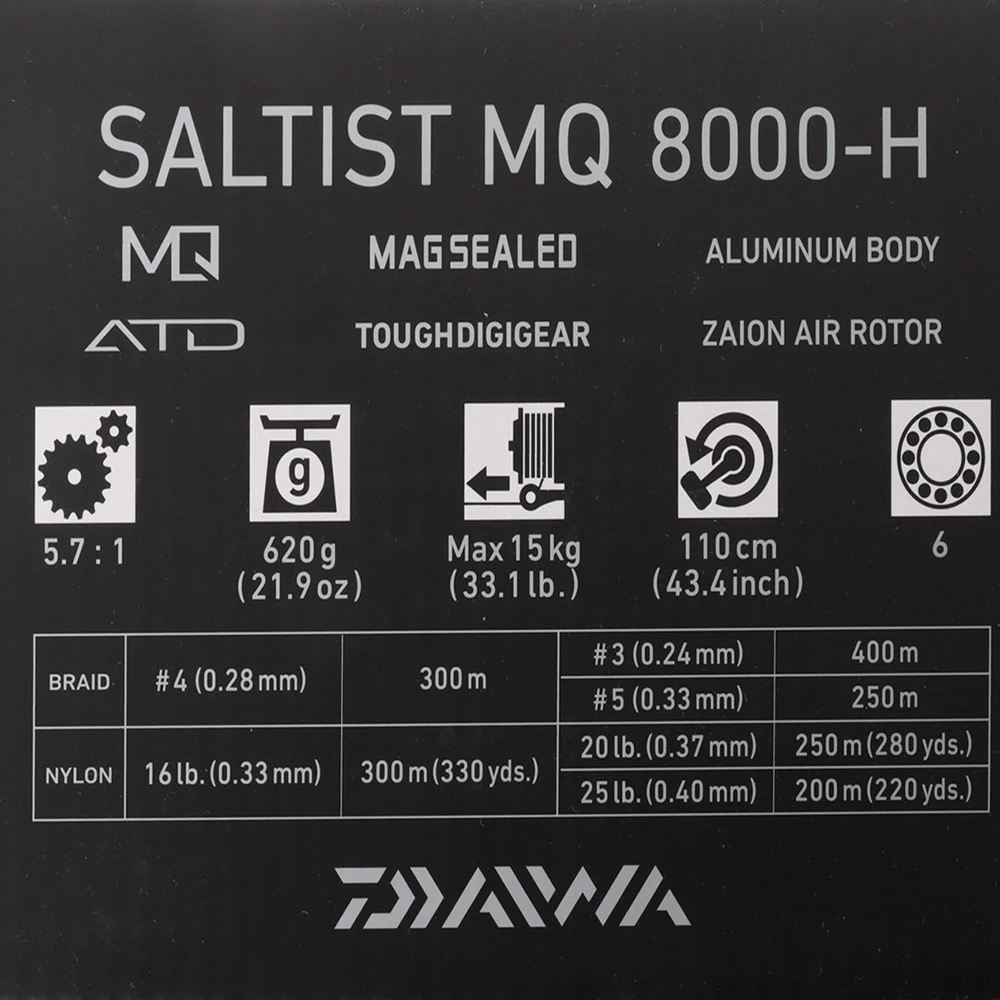 SALTIST MQ 8000-H
MQ MAGSEALED ALUMINUM BODY
ATD TOUGHDIGIGEAR ZAION AIR ROTOR
g
5.7 : 1 620 g Max 15 kg 110 cm 6
(21.9 oz) (33.1 lb.) (43.4 inch)
BRAID #4 (0.28 mm) 300 m #3 (0.24 mm) 400 m
#5 (0.33 mm) 250 m
NYLON 16 lb. (0.33 mm) 300 m (330 yds.) 20 lb. (0.37 mm) 250 m (280 yds.)
25 lb. (0.40 mm) 200 m (220 yds.)
DAIWA